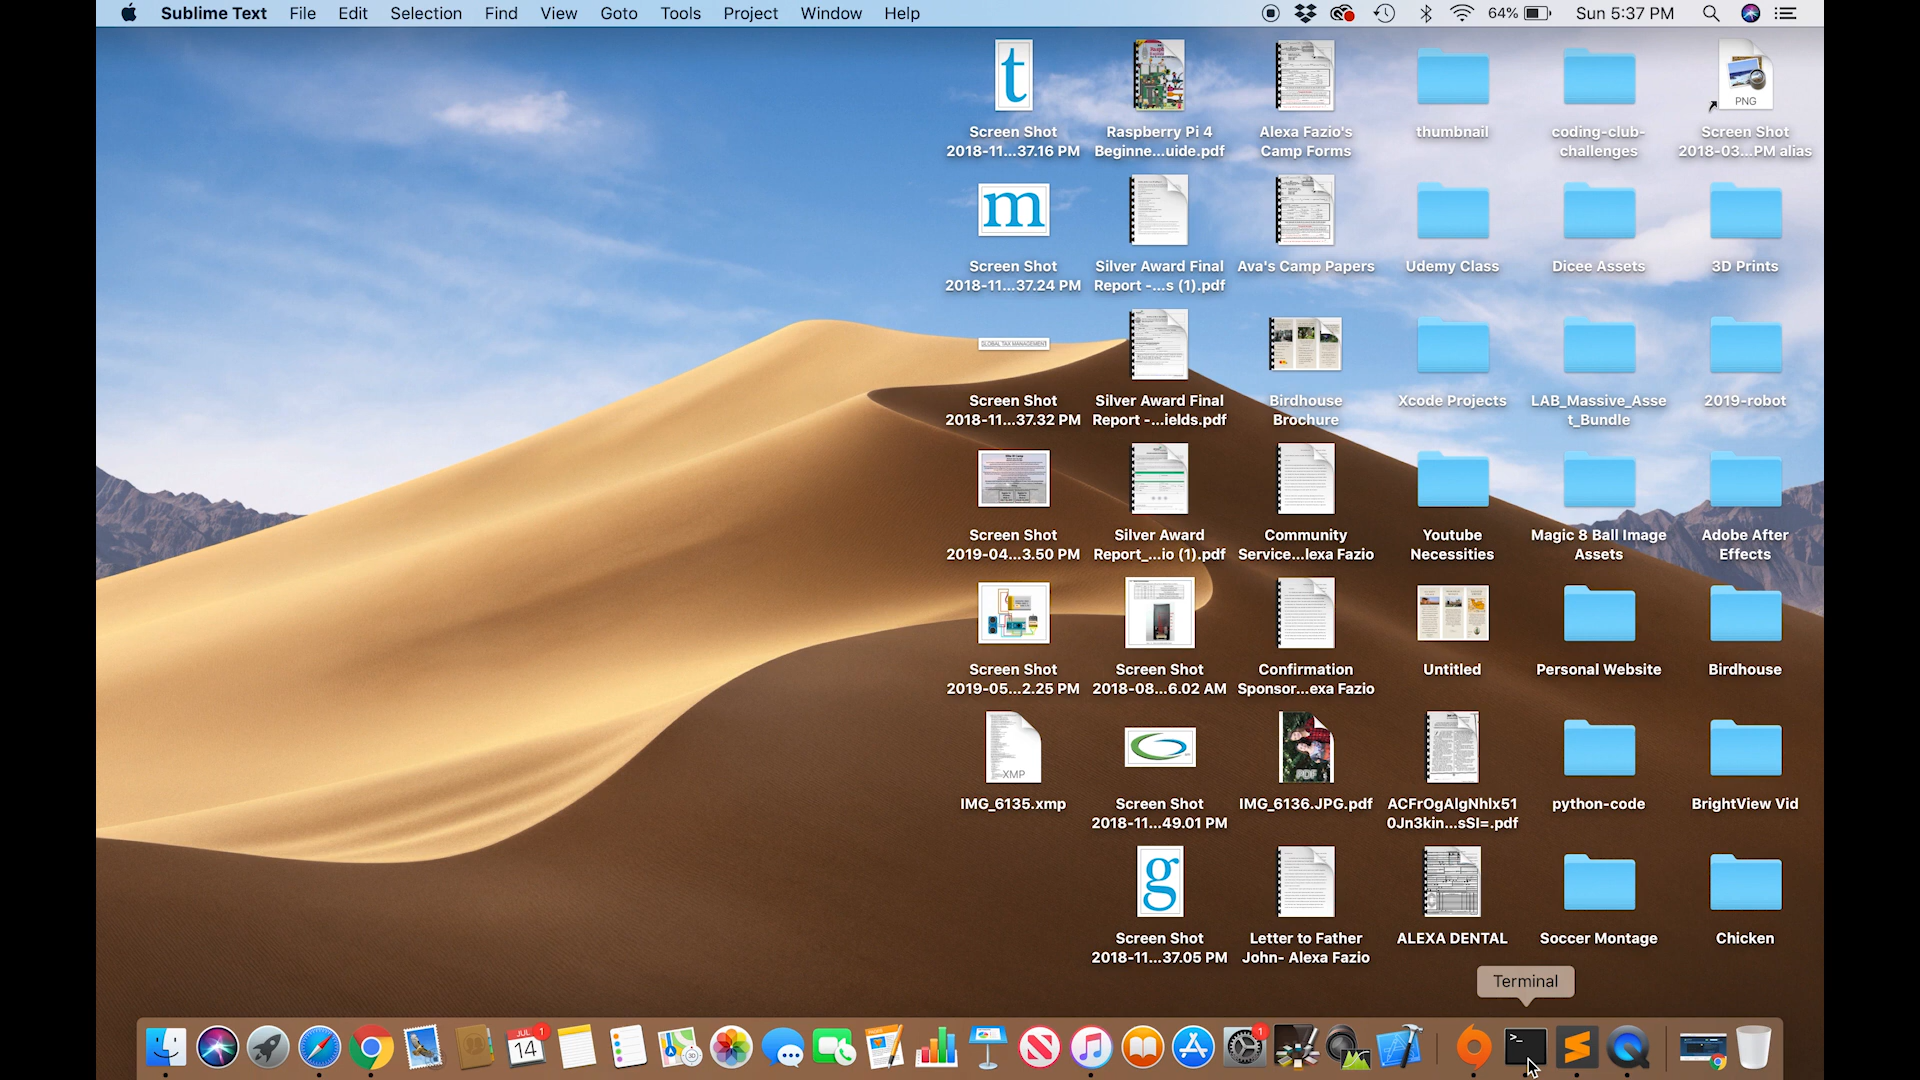 Sublime Text File Edit Selection Find View Goto Tools Project Window Help 64% Sun 5:37 PM
t
PNG
Screen Shot
2018-11...37.16 PM
Raspberry Pi 4
Beginne...uide.pdf
Alexa Fazio's
Camp Forms
thumbnail
coding-club-
challenges
Screen Shot
2018-03...PM alias
m
Screen Shot
2018-11...37.24 PM
Silver Award Final
Report -...s (1).pdf
Ava's Camp Papers
Udemy Class
Dicee Assets
3D Prints
GLOBAL TAX MANAGEMENT
Screen Shot
2018-11...37.32 PM
Silver Award Final
Report -...ields.pdf
Birdhouse
Brochure
Xcode Projects
LAB_Massive_Asse
t_Bundle
2019-robot
Screen Shot
2019-04...3.50 PM
Silver Award
Report_...io (1).pdf
Community
Service...lexa Fazio
Youtube
Necessities
Magic 8 Ball Image
Assets
Adobe After
Effects
Screen Shot
2019-05...2.25 PM
Screen Shot
2018-08...6.02 AM
Confirmation
Sponsor...exa Fazio
Untitled
Personal Website
Birdhouse
XMP
IMG_6135.xmp
Screen Shot
2018-11...49.01 PM
PDF
IMG_6136.JPG.pdf
ACFrOgAlgNhlx51
0Jn3kin...sSI=.pdf
python-code
BrightView Vid
g
Screen Shot
2018-11...37.05 PM
Letter to Father
John- Alexa Fazio
ALEXA DENTAL
Soccer Montage
Chicken
Terminal
JUL
14
1
PAGES
3D
1
>_